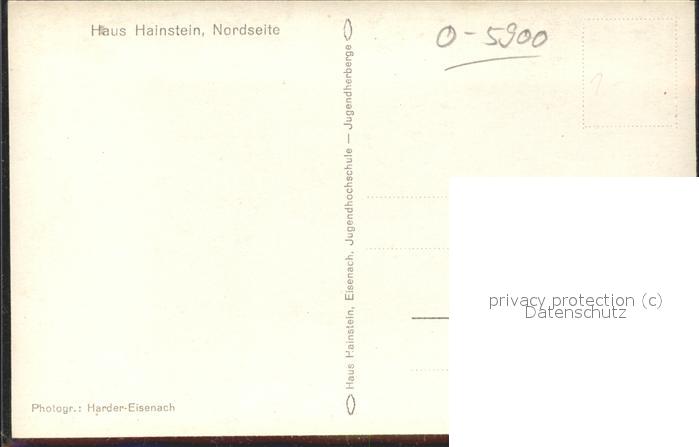 Haus Hainstein, Nordseite
O-5900
Haus Hainstein, Eisenach, Jugendhochschule — Jugendherberge
privacy protection (c)
Datenschutz
Photogr.: Harder-Eisenach